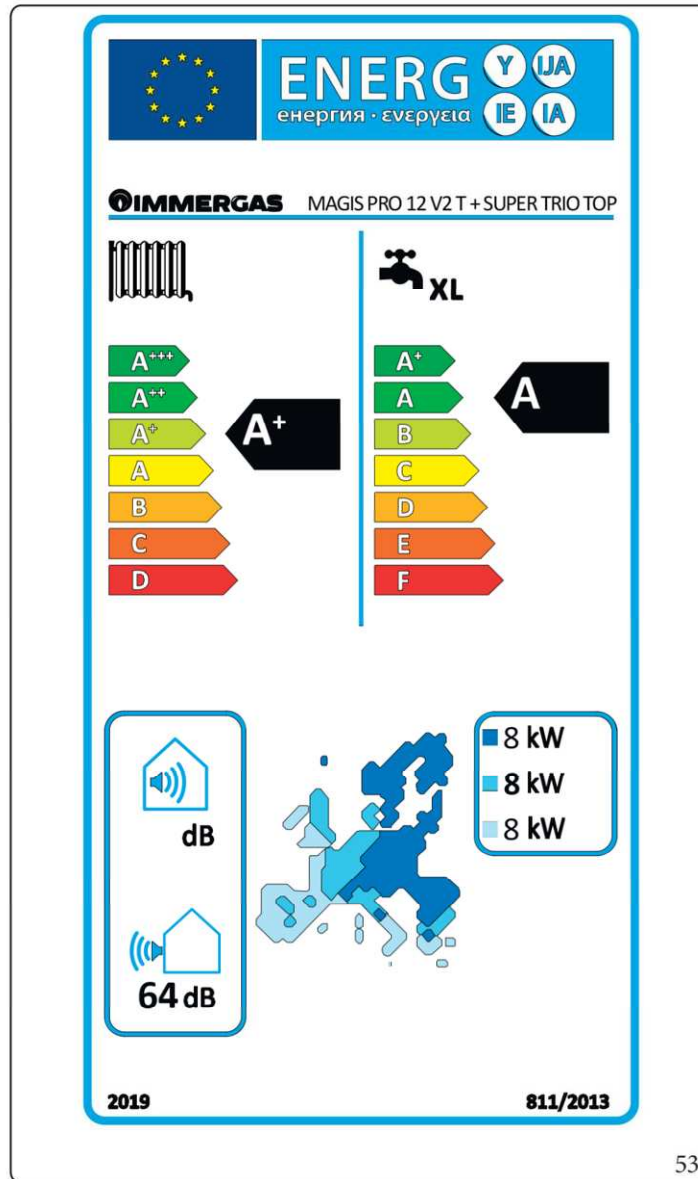 ENERG Y IJA
енергия · ενεργεια IE IA
IMMERGAS MAGIS PRO 12 V2 T + SUPER TRIO TOP
XL
A+++
A++
A+
A
B
C
D
A+
A+
A
B
C
D
E
F
A
dB
64 dB
8 kW
8 kW
8 kW
2019 811/2013
53